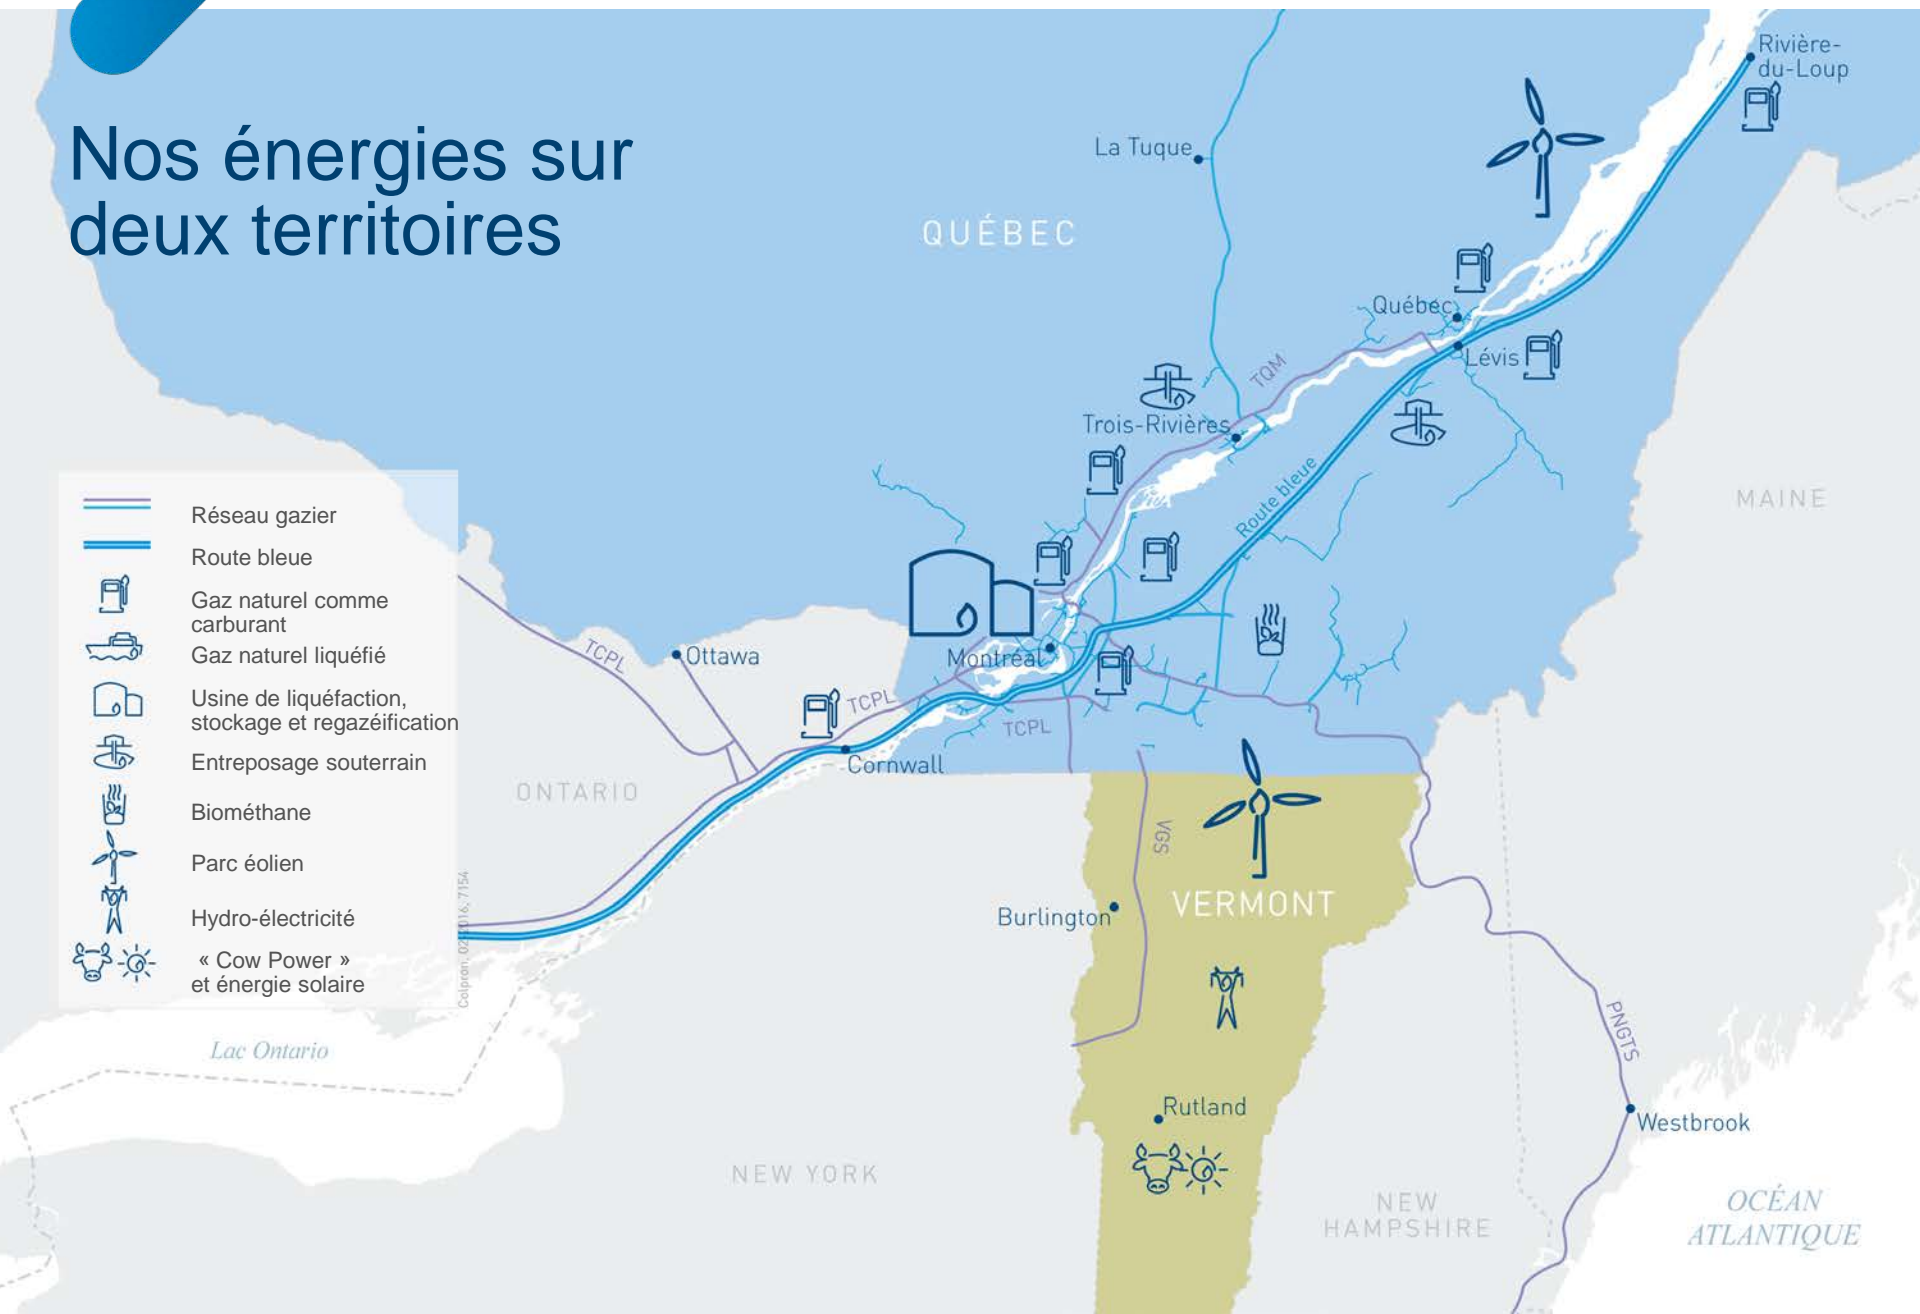 Nos énergies sur
deux territoires
Rivière-
du-Loup
La Tuque
QUÉBEC
Québec
Lévis
TQM
Trois-Rivières
Route bleue
MAINE
Réseau gazier
Route bleue
Gaz naturel comme
carburant
Gaz naturel liquéfié
Usine de liquéfaction,
stockage et regazéification
Entreposage souterrain
Biométhane
Parc éolien
Hydro-électricité
« Cow Power »
et énergie solaire
TCPL
Ottawa
Montréal
TCPL
TCPL
Cornwall
ONTARIO
VGS
Burlington
VERMONT
PNGTS
Lac Ontario
Rutland
Westbrook
NEW YORK
NEW
HAMPSHIRE
OCÉAN
ATLANTIQUE